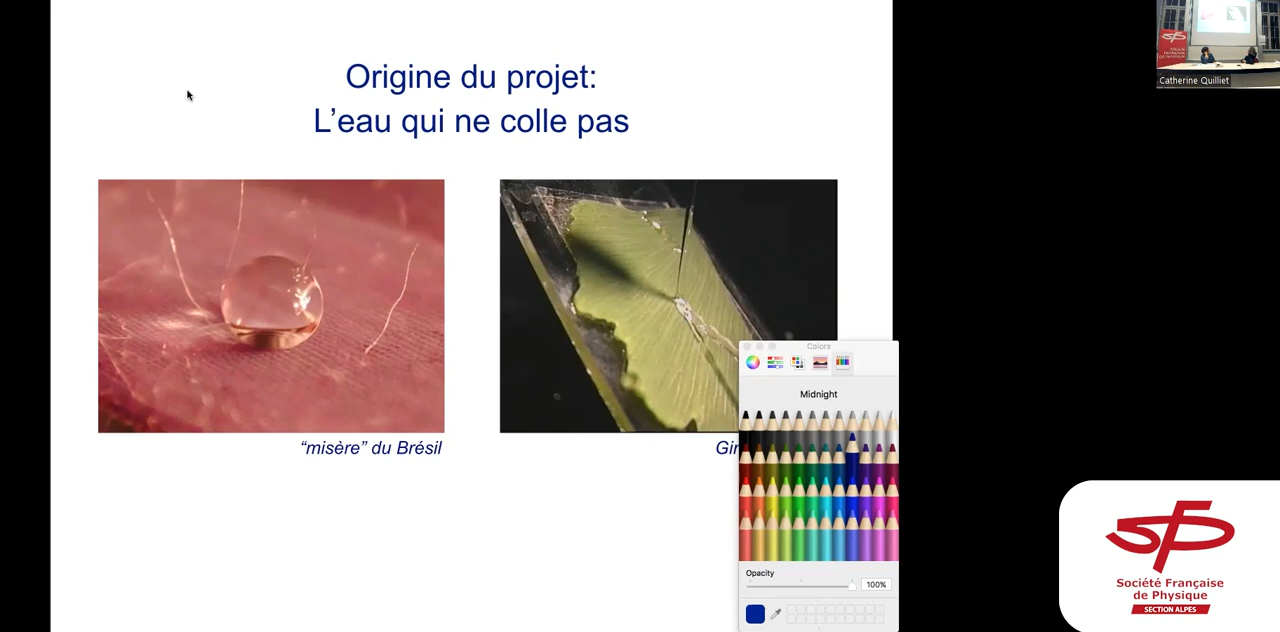 Origine du projet:
L’eau qui ne colle pas
“misère” du Brésil
Gin
Colors
Midnight
Opacity
100%
Catherine Quilliet
Société Française
de Physique
SECTION ALPES